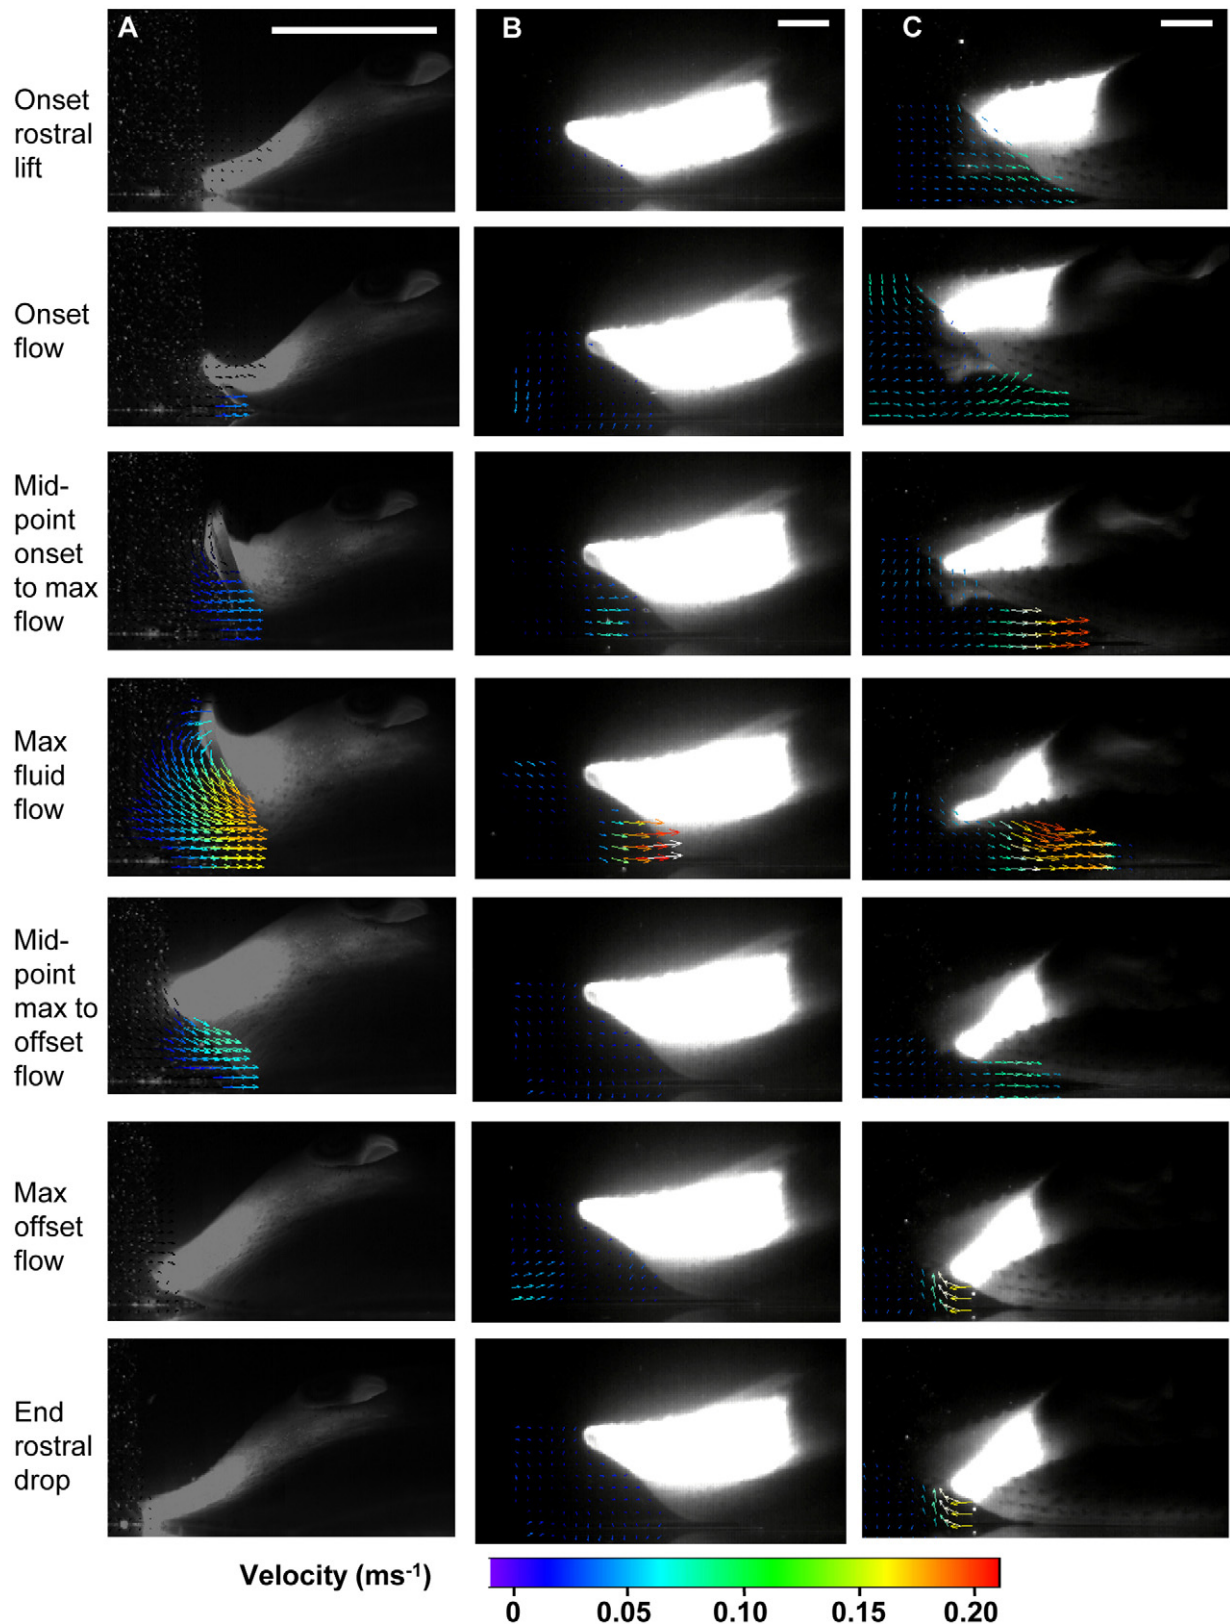 A
B
C
Onset
rostral
lift
Onset
flow
Mid-
point
onset
to max
flow
Max
fluid
flow
Mid-
point
max to
offset
flow
Max
offset
flow
End
rostral
drop
Velocity (ms-1)
0 0.05 0.10 0.15 0.20